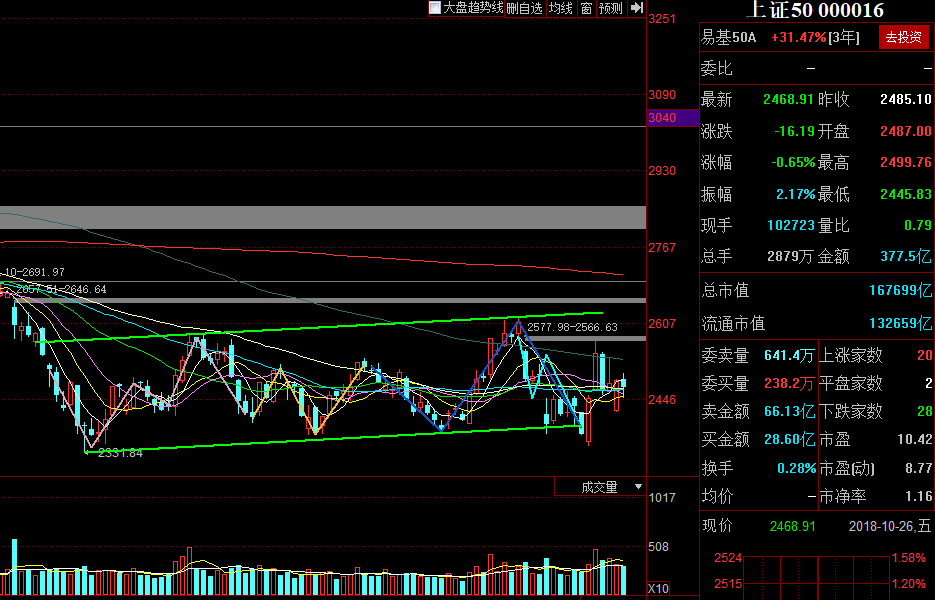 大盘趋势线 删自选 均线 窗 预测
3251
3090
3040
2930
2767
2607
2446
10-2691.97
2657.51-2646.64
2577.98-2566.63
2331.84
成交量
1017
508
X10
上证50 000016
易基50A +31.47%[3年] 去投资
委比 – –
最新 2468.91 昨收 2485.10
涨跌 -16.19 开盘 2487.00
涨幅 -0.65% 最高 2499.76
振幅 2.17% 最低 2445.83
现手 102723 量比 0.79
总手 2879万 金额 377.5亿
总市值 167699亿
流通市值 132659亿
委卖量 641.4万 上涨家数 20
委买量 238.2万 平盘家数 2
卖金额 66.13亿 下跌家数 28
买金额 28.60亿 市盈 10.42
换手 0.28% 市盈(动) 8.77
均价 – 市净率 1.16
现价 2468.91 2018-10-26,五
2524 1.58%
2515 1.20%